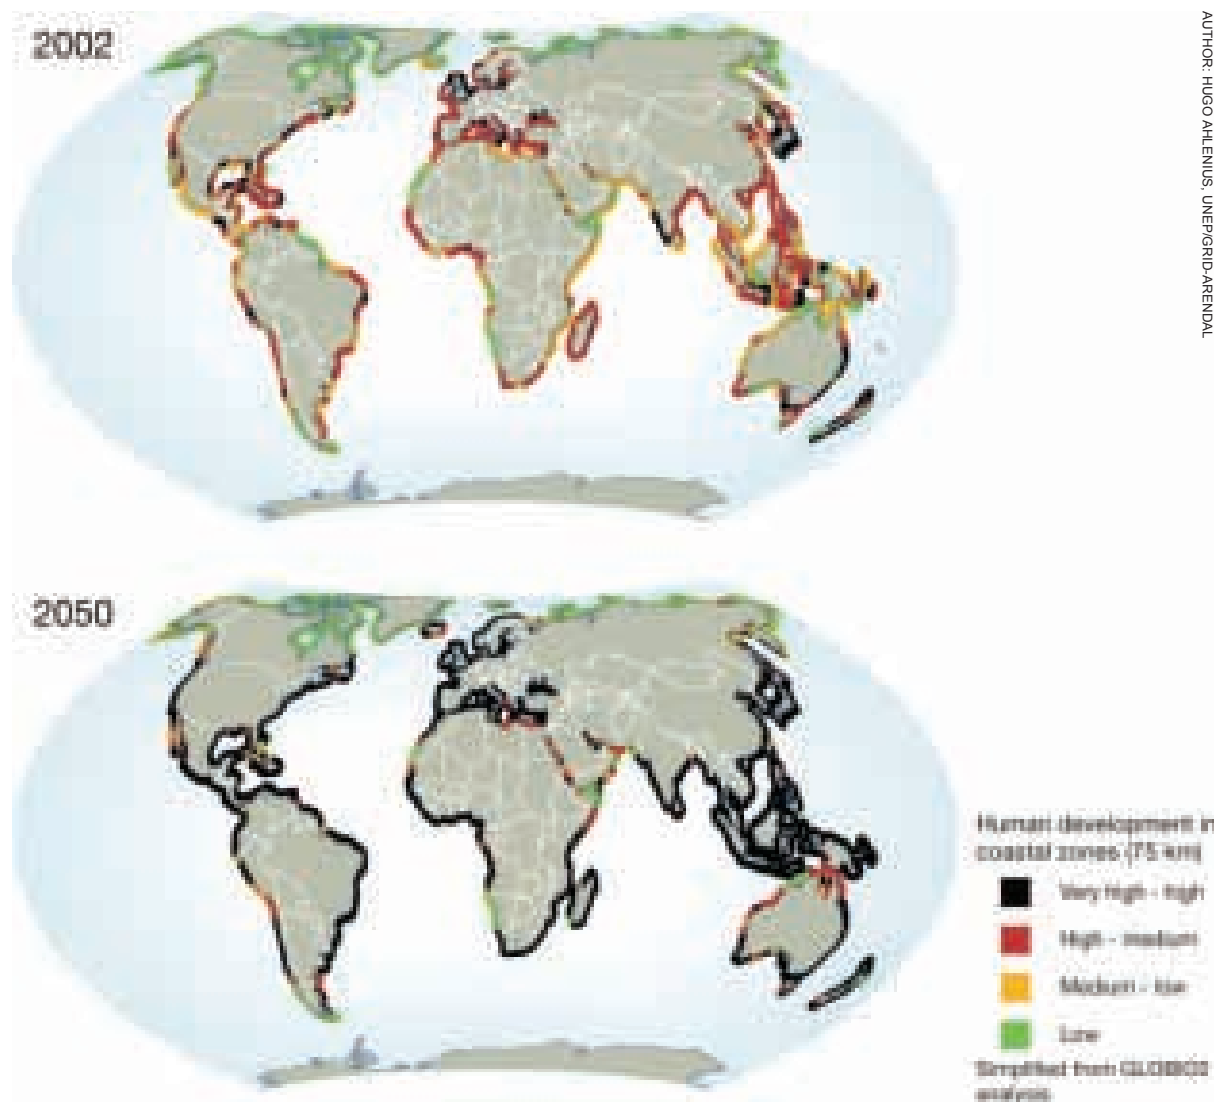 2002
AUTHOR: HUGO AHLENIUS, UNEP/GRID-ARENDAL
2050
Human development in
coastal zones (75 km)
Very high - high
High - medium
Medium - low
Low
Simplified from GLOBIO2
analysis